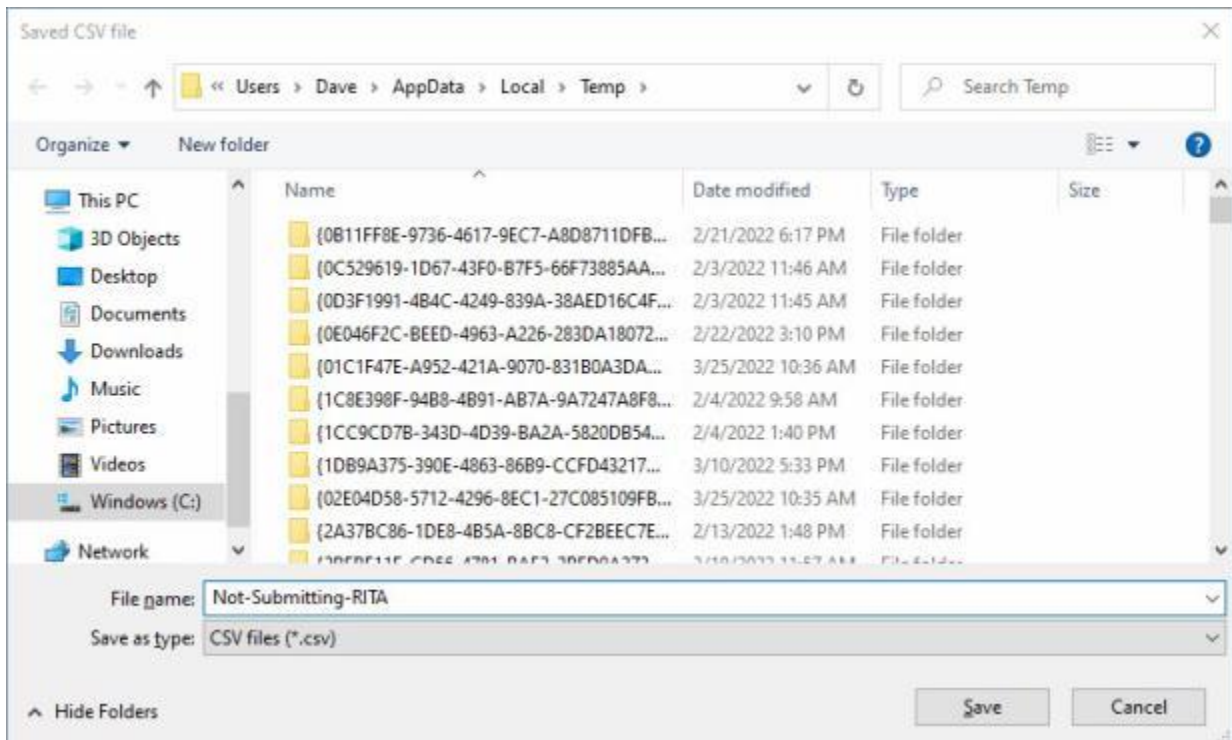 Saved CSV file
« Users › Dave › AppData › Local › Temp ›
Search Temp
Organize
New folder
Name Date modified Type Size
This PC
3D Objects
Desktop
Documents
Downloads
Music
Pictures
Videos
Windows (C:)
Network
{0B11FF8E-9736-4617-9EC7-A8D8711DFB... 2/21/2022 6:17 PM File folder
{0C529619-1D67-43F0-B7F5-66F73885AA... 2/3/2022 11:46 AM File folder
{0D3F1991-4B4C-4249-839A-38AED16C4F... 2/3/2022 11:45 AM File folder
{0E046F2C-BEED-4963-A226-283DA18072... 2/22/2022 3:10 PM File folder
{01C1F47E-A952-421A-9070-831B0A3DA... 3/25/2022 10:36 AM File folder
{1C8E398F-94B8-4B91-AB7A-9A7247A8F8... 2/4/2022 9:58 AM File folder
{1CC9CD7B-343D-4D39-BA2A-5820DB54... 2/4/2022 1:40 PM File folder
{1DB9A375-390E-4863-86B9-CCFD43217... 3/10/2022 5:33 PM File folder
{02E04D58-5712-4296-8EC1-27C085109FB... 3/25/2022 10:35 AM File folder
{2A37BC86-1DE8-4B5A-8BC8-CF2BEEC7E... 2/13/2022 1:48 PM File folder
File name: Not-Submitting-RITA
Save as type: CSV files (*.csv)
Hide Folders
Save
Cancel